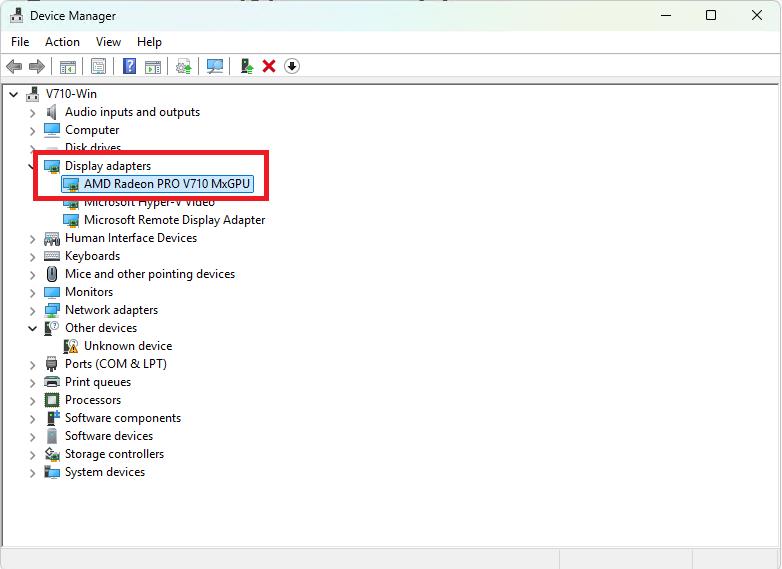 Device Manager
File Action View Help
V710-Win
Audio inputs and outputs
Computer
Disk drives
Display adapters
AMD Radeon PRO V710 MxGPU
Microsoft Hyper-V Video
Microsoft Remote Display Adapter
Human Interface Devices
Keyboards
Mice and other pointing devices
Monitors
Network adapters
Other devices
Unknown device
Ports (COM & LPT)
Print queues
Processors
Software components
Software devices
Storage controllers
System devices